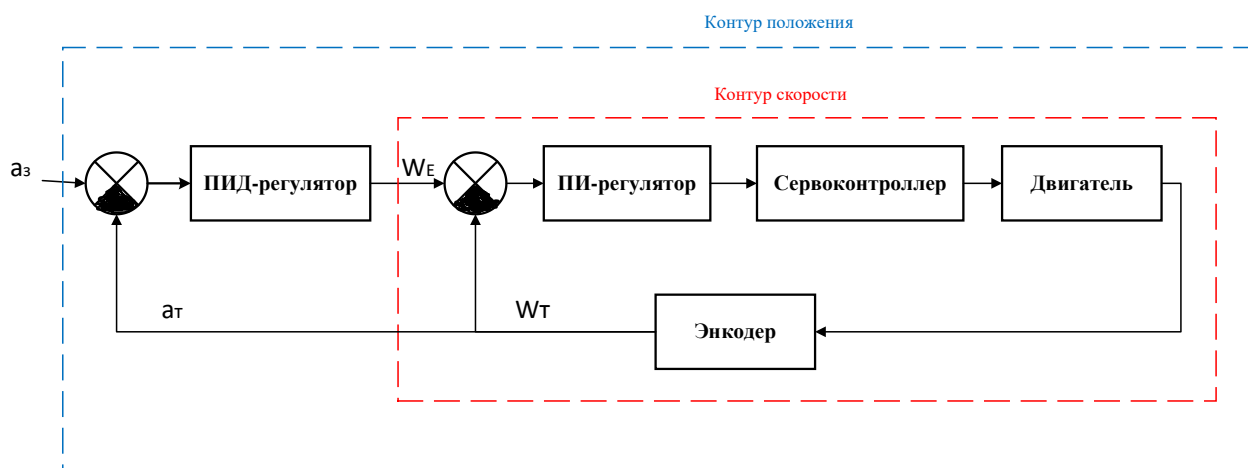 Контур положения
Контур скорости
aз
ПИД-регулятор
WE
ПИ-регулятор
Сервоконтроллер
Двигатель
aт
Wт
Энкодер